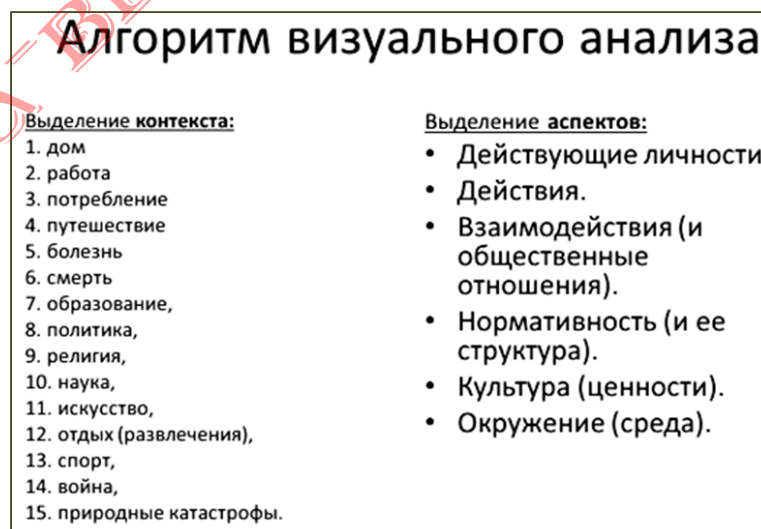 Алгоритм визуального анализа
Выделение контекста:
1. дом
2. работа
3. потребление
4. путешествие
5. болезнь
6. смерть
7. образование,
8. политика,
9. религия,
10. наука,
11. искусство,
12. отдых (развлечения),
13. спорт,
14. война,
15. природные катастрофы.
Выделение аспектов:
• Действующие личности
• Действия.
• Взаимодействия (и
общественные
отношения).
• Нормативность (и ее
структура).
• Культура (ценности).
• Окружение (среда).